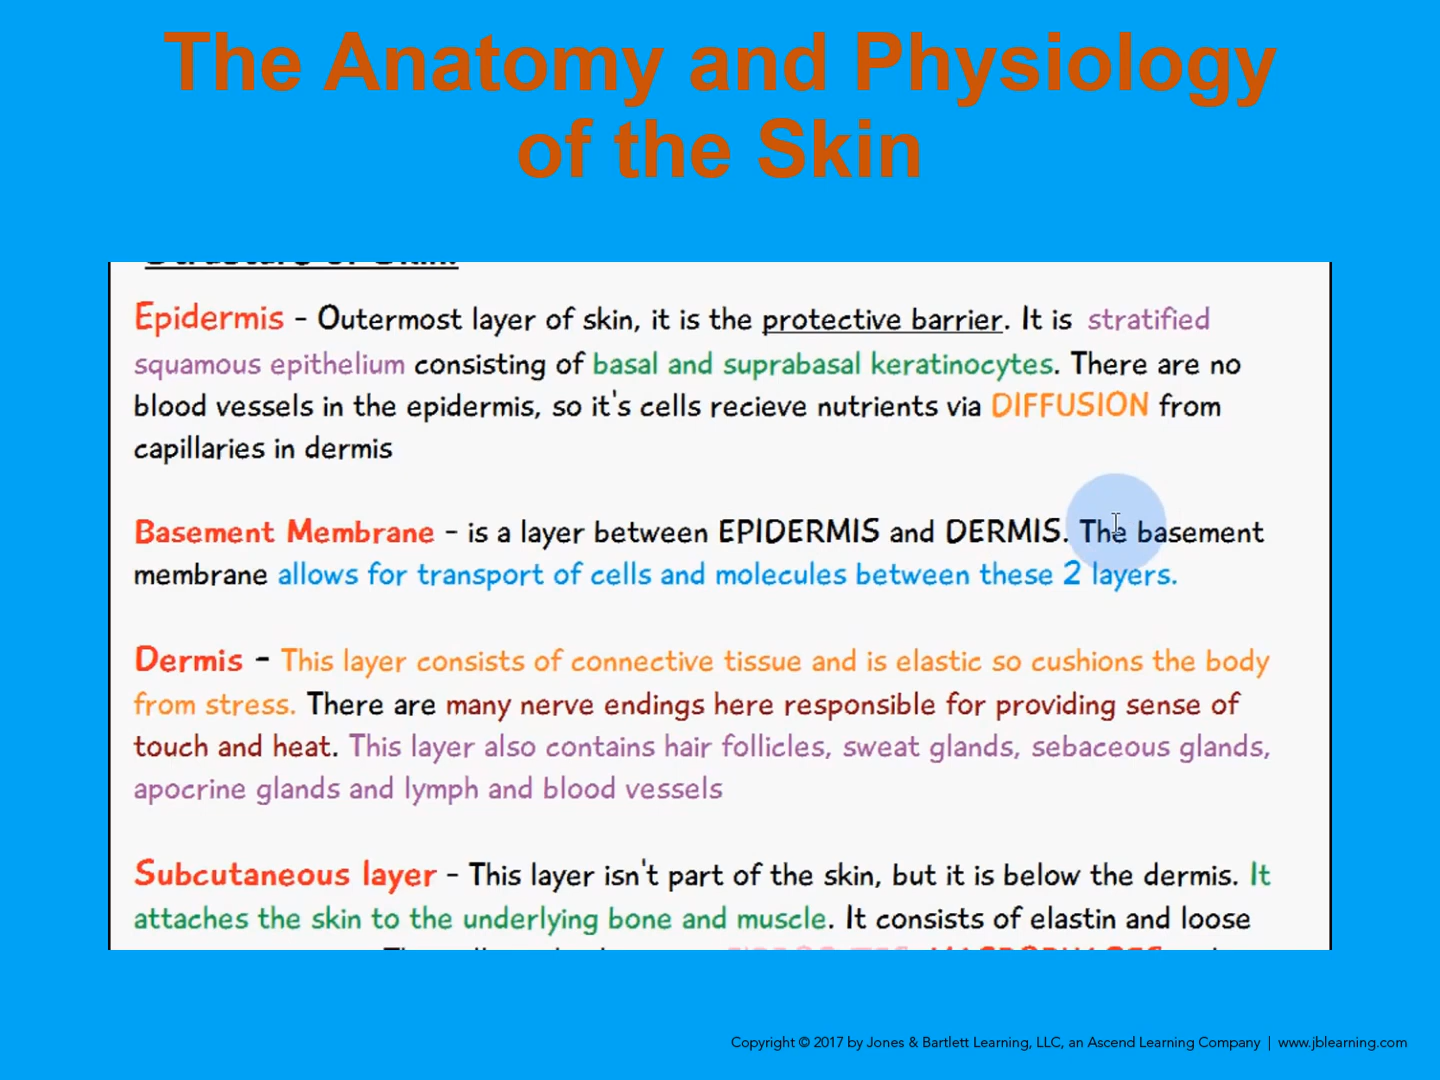 The Anatomy and Physiology
of the Skin
Structure of Skin:
Epidermis - Outermost layer of skin, it is the protective barrier. It is stratified
squamous epithelium consisting of basal and suprabasal keratinocytes. There are no
blood vessels in the epidermis, so it's cells recieve nutrients via DIFFUSION from
capillaries in dermis
Basement Membrane - is a layer between EPIDERMIS and DERMIS. The basement
membrane allows for transport of cells and molecules between these 2 layers.
Dermis - This layer consists of connective tissue and is elastic so cushions the body
from stress. There are many nerve endings here responsible for providing sense of
touch and heat. This layer also contains hair follicles, sweat glands, sebaceous glands,
apocrine glands and lymph and blood vessels
Subcutaneous layer - This layer isn't part of the skin, but it is below the dermis. It
attaches the skin to the underlying bone and muscle. It consists of elastin and loose
Copyright © 2017 by Jones & Bartlett Learning, LLC, an Ascend Learning Company | www.jblearning.com